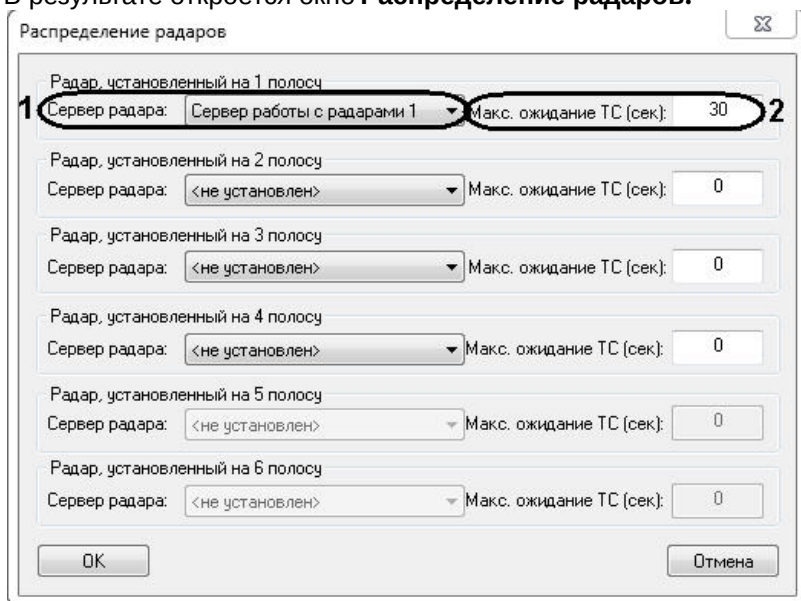 В результате откроется окно Распределение радаров.
Распределение радаров
Радар, установленный на 1 полосу
1 Сервер радара: Сервер работы с радарами 1 Макс. ожидание ТС (сек): 30 2
Радар, установленный на 2 полосу
Сервер радара: <не установлен> Макс. ожидание ТС (сек): 0
Радар, установленный на 3 полосу
Сервер радара: <не установлен> Макс. ожидание ТС (сек): 0
Радар, установленный на 4 полосу
Сервер радара: <не установлен> Макс. ожидание ТС (сек): 0
Радар, установленный на 5 полосу
Сервер радара: <не установлен> Макс. ожидание ТС (сек): 0
Радар, установленный на 6 полосу
Сервер радара: <не установлен> Макс. ожидание ТС (сек): 0
ОК Отмена